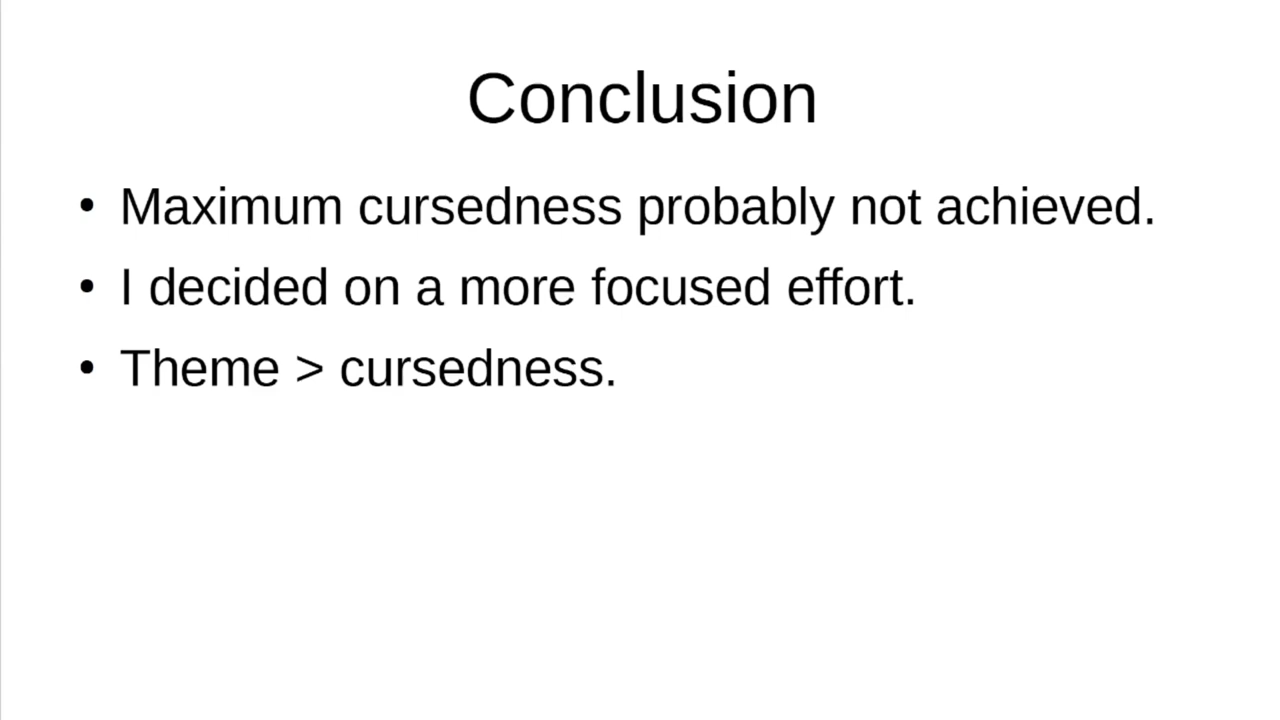 Conclusion
• Maximum cursedness probably not achieved.
• I decided on a more focused effort.
• Theme > cursedness.